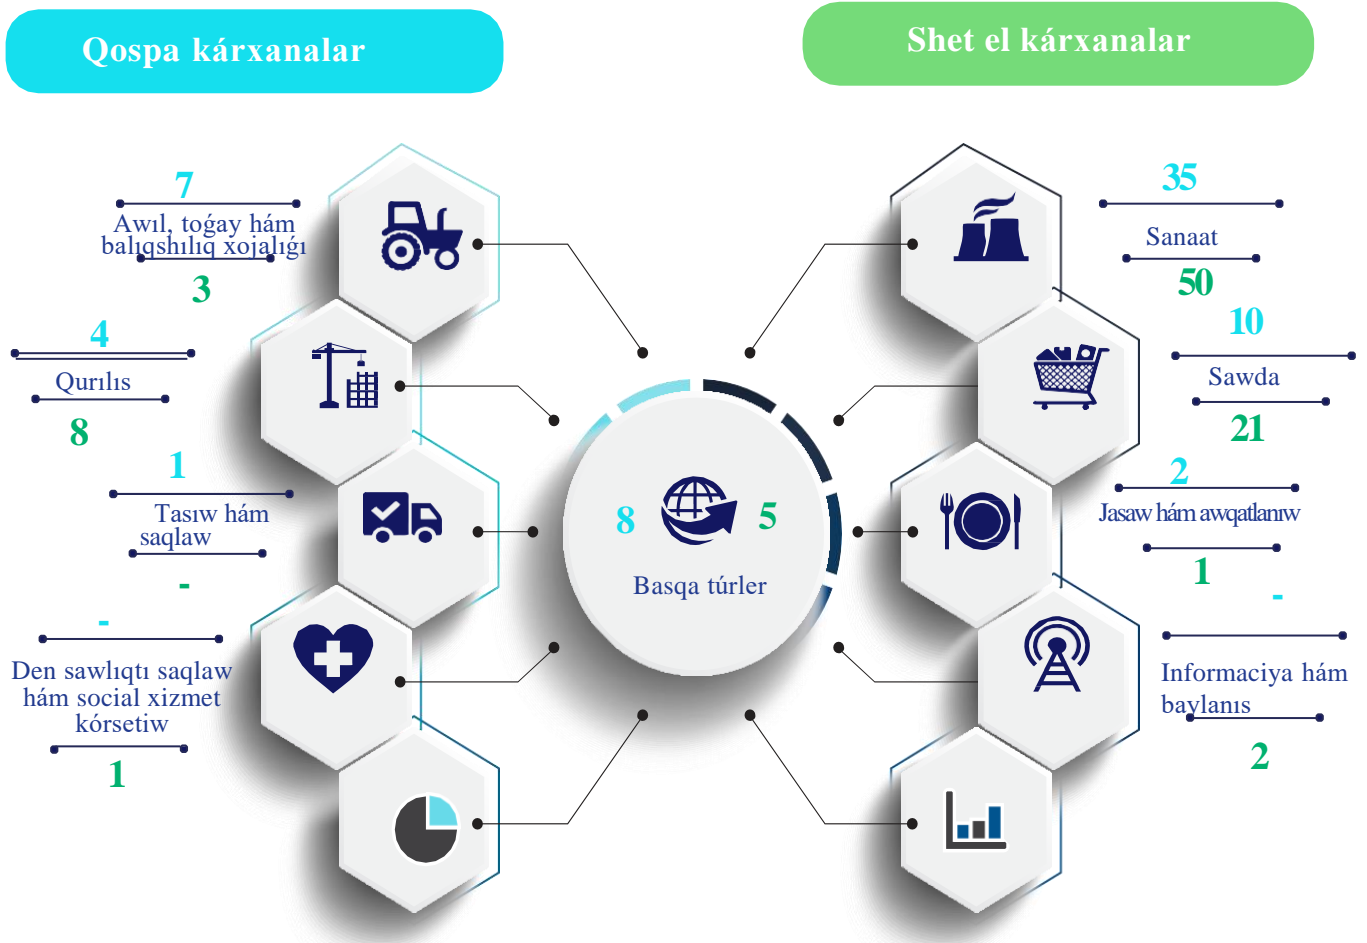 Qospa kárxanalar
Shet el kárxanalar
7
Awıl, toǵay hám
balıqshılıq xojalıǵı
3
4
Qurılıs
8
1
Tasıw hám
saqlaw
-
-
Den sawlıqtı saqlaw
hám social xizmet
kórsetiw
1
8
5
Basqa túrler
35
Sanaat
50
10
Sawda
21
2
Jasaw hám awqatlanıw
1
-
Informaciya hám
baylanıs
2